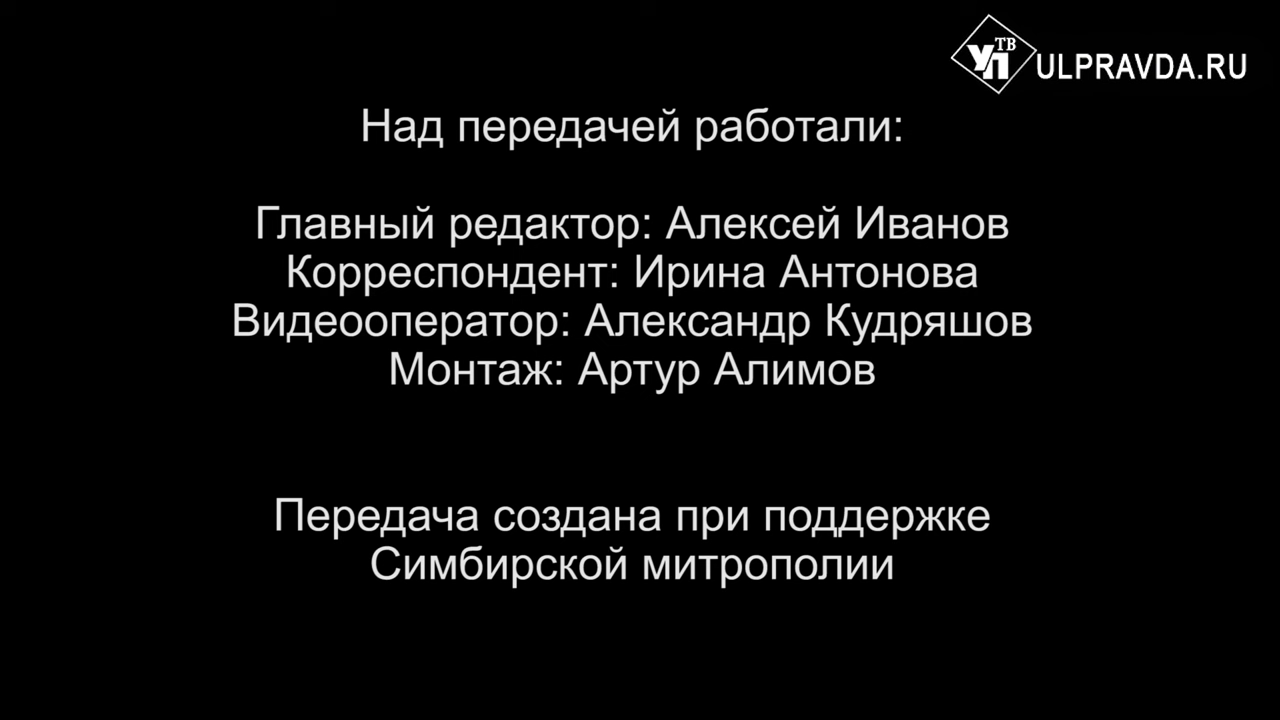 УП ТВ ULPRAVDA.RU
Над передачей работали:
Главный редактор: Алексей Иванов
Корреспондент: Ирина Антонова
Видеооператор: Александр Кудряшов
Монтаж: Артур Алимов
Передача создана при поддержке
Симбирской митрополии